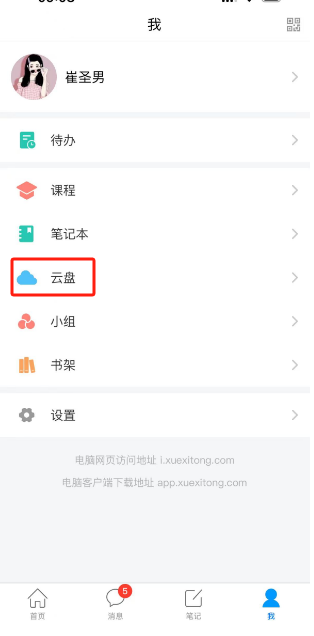 我
崔圣男
待办
课程
笔记本
云盘
小组
书架
设置
电脑网页访问地址 i.xuexitong.com
电脑客户端下载地址 app.xuexitong.com
5
首页
消息
笔记
我